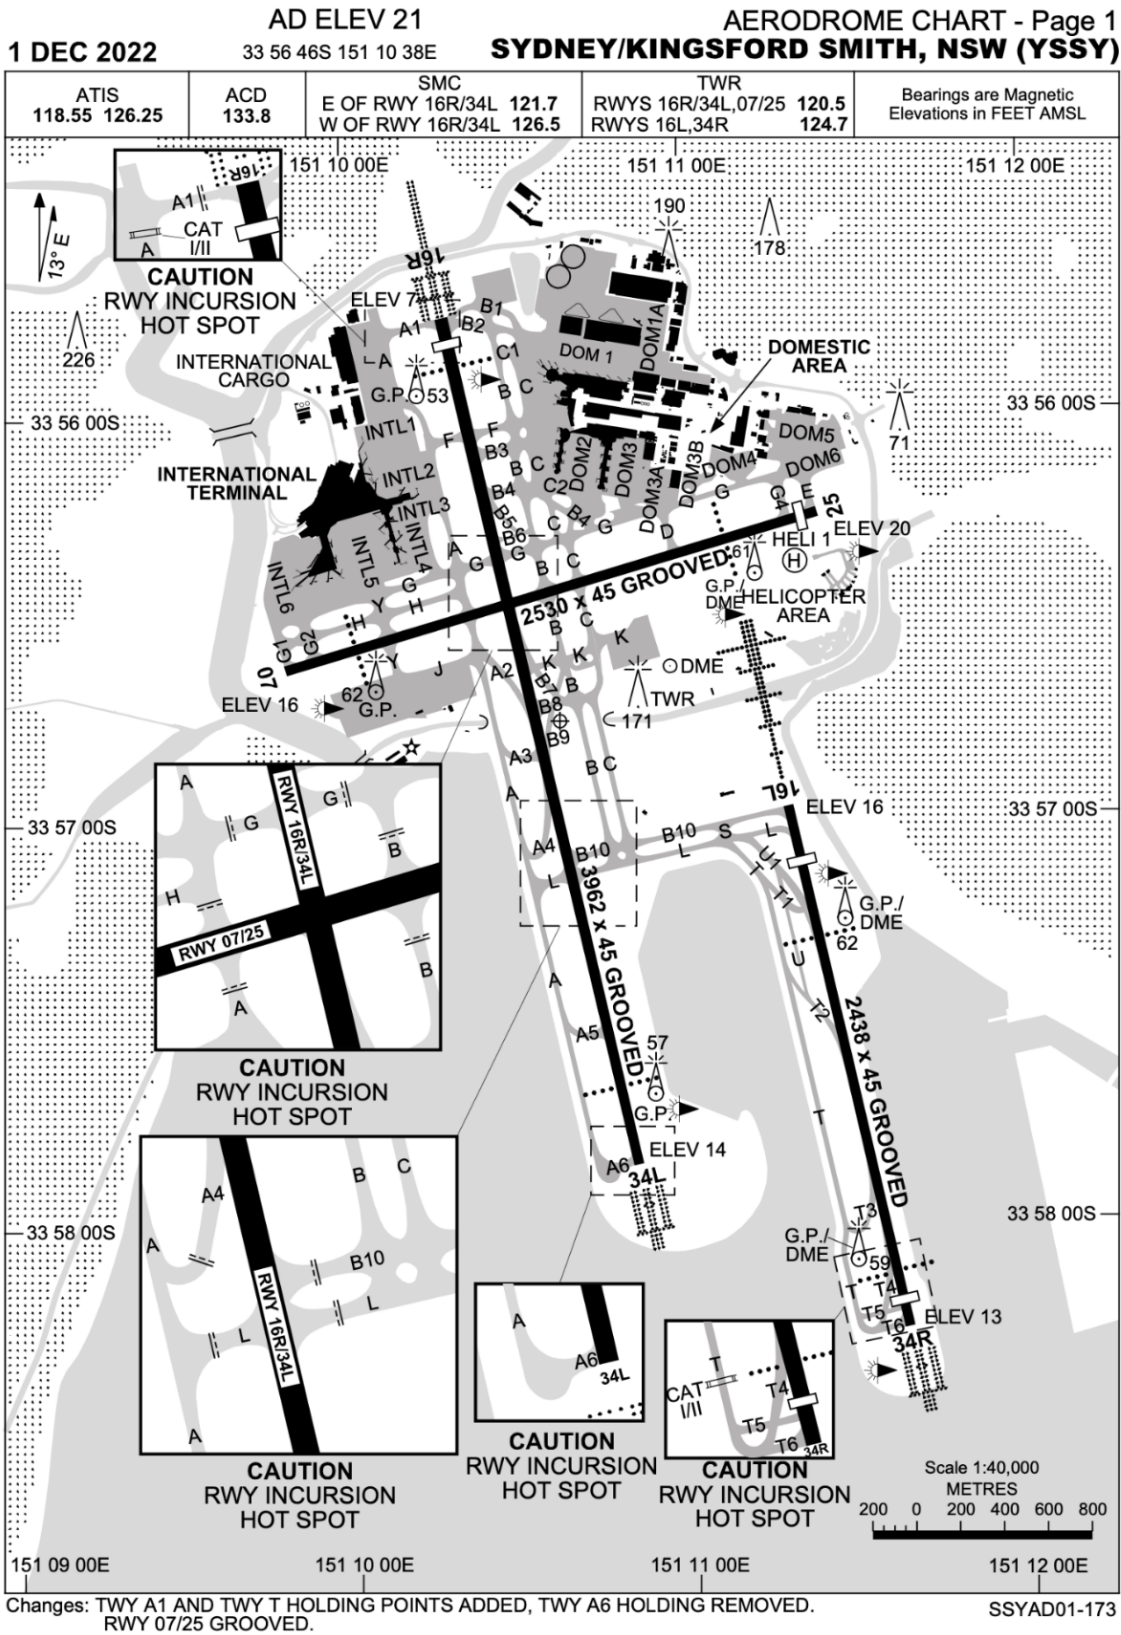 AD ELEV 21
AERODROME CHART - Page 1
1 DEC 2022
33 56 46S 151 10 38E
SYDNEY/KINGSFORD SMITH, NSW (YSSY)
ATIS
118.55 126.25
ACD
133.8
SMC
E OF RWY 16R/34L 121.7
W OF RWY 16R/34L 126.5
TWR
RWYS 16R/34L,07/25 120.5
RWYS 16L,34R 124.7
Bearings are Magnetic
Elevations in FEET AMSL
151 10 00E
151 11 00E
151 12 00E
13° E
16R
A1
CAT
I/II
A
CAUTION
RWY INCURSION
HOT SPOT
226
190
178
16R
ELEV 7
B1
A1
B2
C1
A
INTERNATIONAL
CARGO
G.P.
53
B
C
DOM 1
DOM1A
DOMESTIC
AREA
33 56 00S
33 56 00S
71
INTL1
F
F
B3
B
C
DOM2
DOM3
DOM3A
DOM3B
DOM4
DOM5
DOM6
INTERNATIONAL
TERMINAL
INTL2
INTL3
INTL4
INTL5
INTL6
B4
C2
B5
B4
B6
C
G
D
G
G4
E
25
ELEV 20
HELI 1
H
61
G.P./
DME
HELICOPTER
AREA
A
G
G
B
C
G
H
Y
H
G2
G1
2530 x 45 GROOVED
B
C
K
K
K
DME
07
Y
J
A2
ELEV 16
62
G.P.
B7
B
B8
B9
TWR
171
A3
A
B
C
16L
ELEV 16
33 57 00S
33 57 00S
A
G
G
B
H
RWY 16R/34L
RWY 07/25
B
A
CAUTION
RWY INCURSION
HOT SPOT
A4
B10
L
B10
L
S
L
U1
T
T1
G.P./
DME
62
U
T2
3962 x 45 GROOVED
A
A5
57
G.P.
2438 x 45 GROOVED
T
A6
ELEV 14
34L
33 58 00S
33 58 00S
A4
B
C
A
B10
L
L
RWY 16R/34L
A
CAUTION
RWY INCURSION
HOT SPOT
A
A6
34L
CAUTION
RWY INCURSION
HOT SPOT
T3
G.P./
DME
59
T
T4
T5
T6
ELEV 13
34R
T
CAT
I/II
T4
T5
T6
34R
CAUTION
RWY INCURSION
HOT SPOT
Scale 1:40,000
METRES
200 0 200 400 600 800
151 09 00E
151 10 00E
151 11 00E
151 12 00E
Changes: TWY A1 AND TWY T HOLDING POINTS ADDED, TWY A6 HOLDING REMOVED.
RWY 07/25 GROOVED.
SSYAD01-173